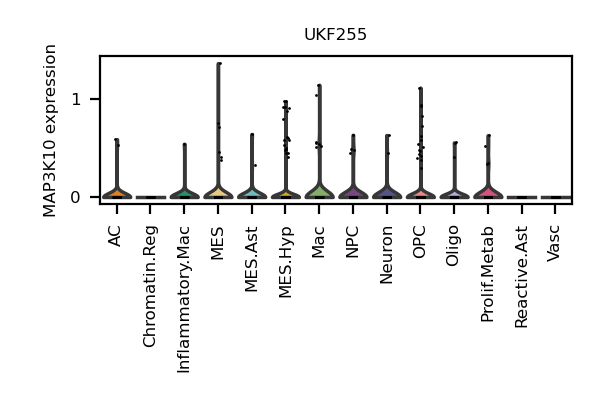 UKF255
MAP3K10 expression
1
0
AC
Chromatin.Reg
Inflammatory.Mac
MES
MES.Ast
MES.Hyp
Mac
NPC
Neuron
OPC
Oligo
Prolif.Metab
Reactive.Ast
Vasc